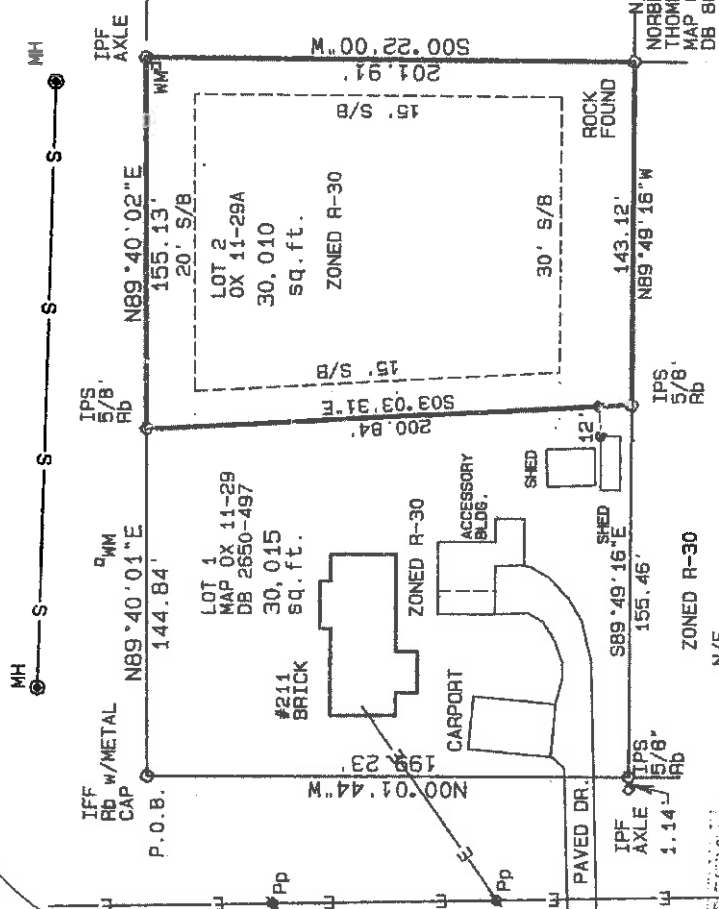 MH
S
S
S
S
MH
IFF
Rb W/METAL
CAP
P.O.B.
N89°40'01"E
144.84'
WM
IPS
5/8'
Rb
N89°40'02"E
155.13'
20' S/B
IPF
AXLE
WM
LOT 1
MAP OX 11-29
DB 2650-497
30,015
sq.ft.
ZONED R-30
#211
BRICK
LOT 2
OX 11-29A
30,010
sq.ft.
ZONED R-30
15' S/B
15' S/B
30' S/B
S03°03'31"E
200.84'
S00°22'00"W
201.91'
N00°01'44"W
199.23'
CARPORT
ACCESSORY
BLDG.
SHED
SHED
12'
ROCK
FOUND
PAVED DR.
IPF
AXLE
1.14'
IPS
5/8"
Rb
S89°49'16"E
155.46'
IPS
5/8'
Rb
143.12'
N89°49'16"W
ZONED R-30
N/F
E
E
E
E
E
E
E
Pp
Pp
N
THOM
MAP
DB